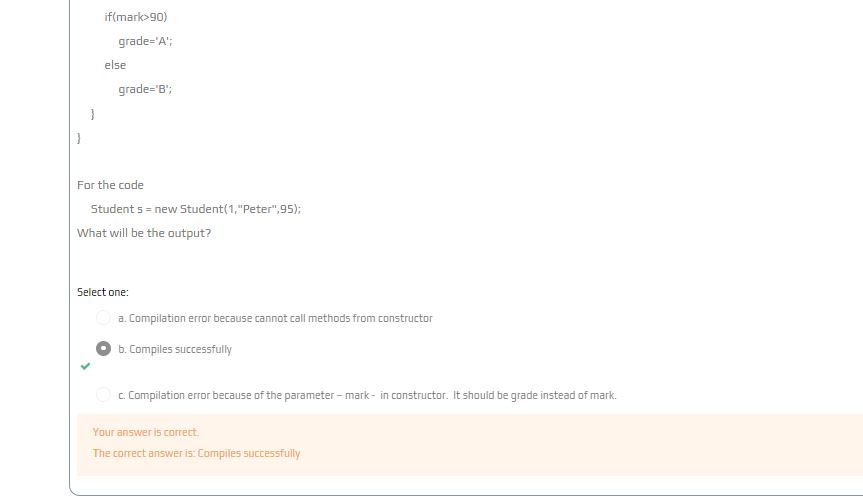 if(mark>90)
grade='A';
else
grade='B';
}
}
For the code
Student s = new Student(1,"Peter",95);
What will be the output?
Select one:
a. Compilation error because cannot call methods from constructor
b. Compiles successfully
c. Compilation error because of the parameter – mark - in constructor. It should be grade instead of mark.
Your answer is correct.
The correct answer is: Compiles successfully